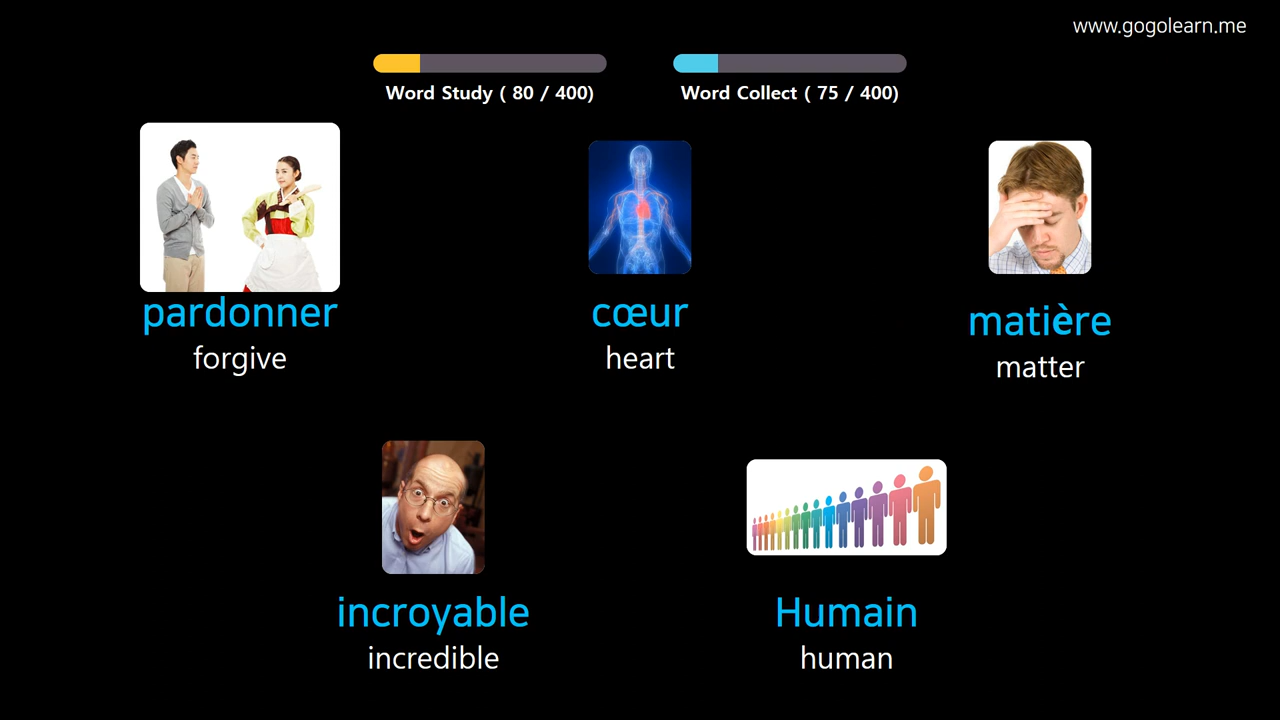 www.gogolearn.me
Word Study ( 80 / 400)
Word Collect ( 75 / 400)
pardonner
forgive
cœur
heart
matière
matter
incroyable
incredible
Humain
human